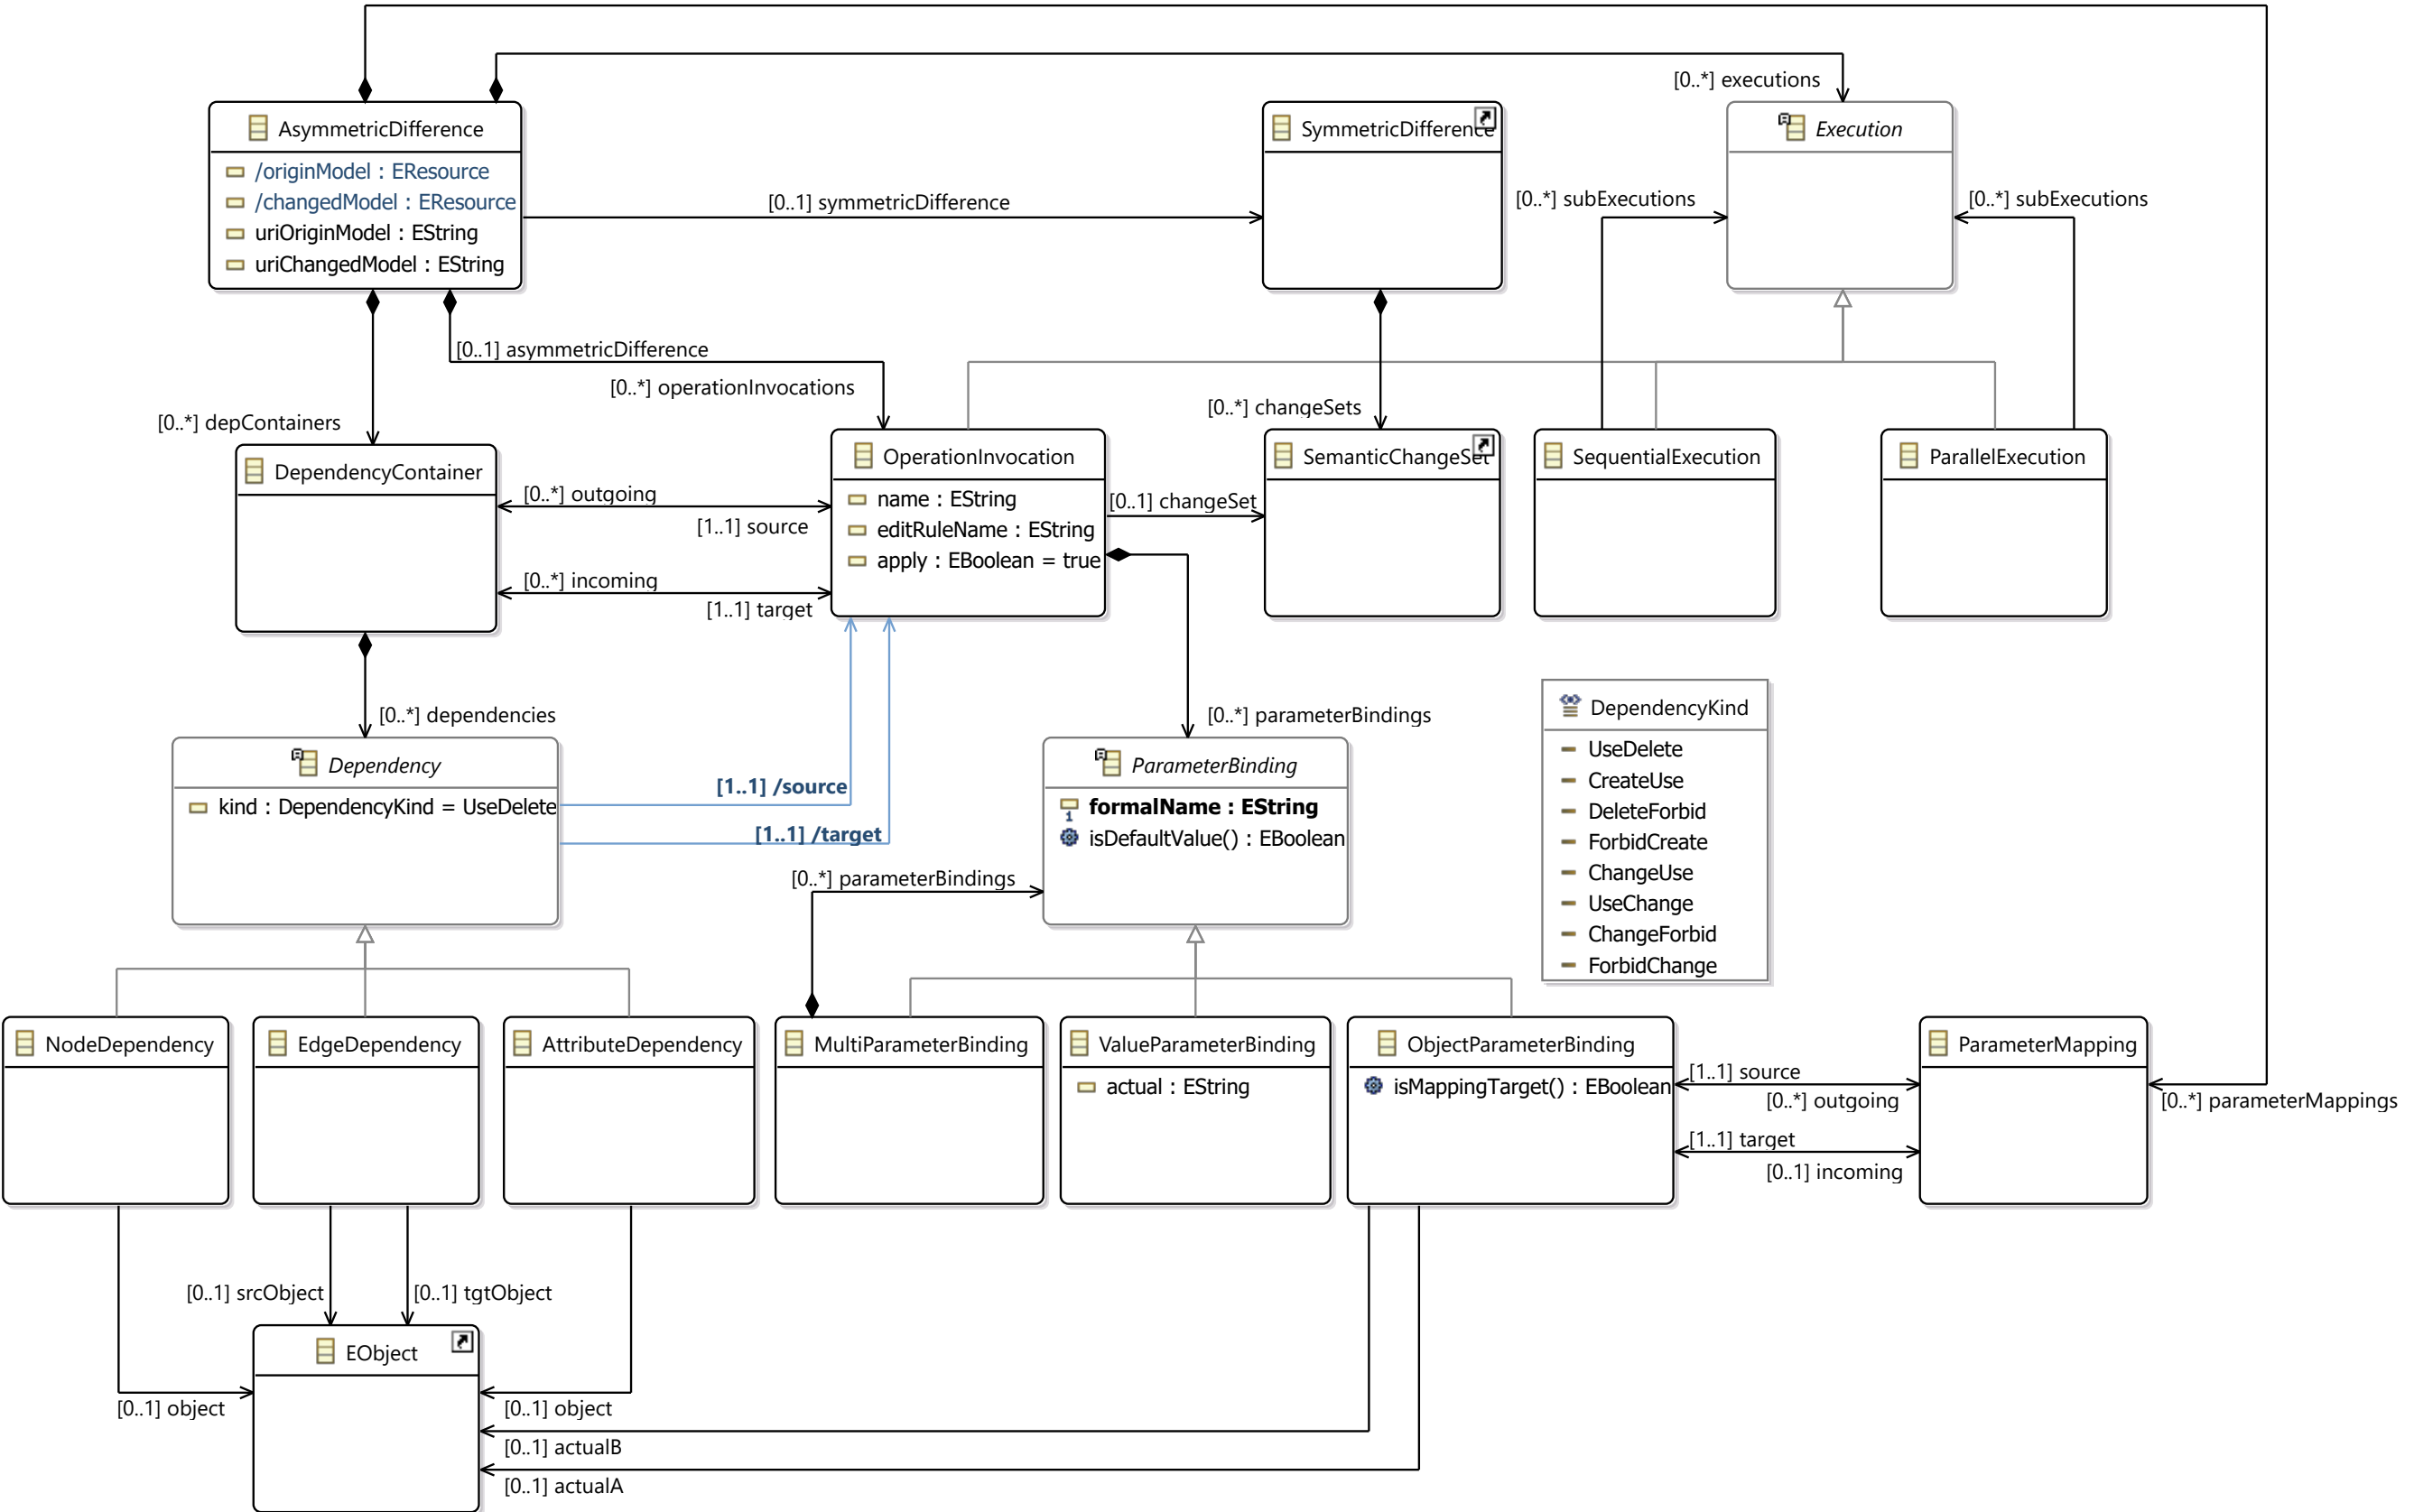 [0..*] executions
AsymmetricDifference
/originModel : EResource
/changedModel : EResource
uriOriginModel : EString
uriChangedModel : EString
SymmetricDifference
Execution
[0..1] symmetricDifference
[0..*] subExecutions
[0..*] subExecutions
[0..1] asymmetricDifference
[0..*] operationInvocations
[0..*] depContainers
[0..*] changeSets
DependencyContainer
OperationInvocation
name : EString
editRuleName : EString
apply : EBoolean = true
SemanticChangeSet
SequentialExecution
ParallelExecution
[0..*] outgoing
[1..1] source
[0..1] changeSet
[0..*] incoming
[1..1] target
[0..*] dependencies
[0..*] parameterBindings
Dependency
kind : DependencyKind = UseDelete
[1..1] /source
[1..1] /target
ParameterBinding
formalName : EString
1
isDefaultValue() : EBoolean
[0..*] parameterBindings
DependencyKind
UseDelete
CreateUse
DeleteForbid
ForbidCreate
ChangeUse
UseChange
ChangeForbid
ForbidChange
NodeDependency
EdgeDependency
AttributeDependency
MultiParameterBinding
ValueParameterBinding
actual : EString
ObjectParameterBinding
isMappingTarget() : EBoolean
ParameterMapping
[1..1] source
[0..*] outgoing
[0..*] parameterMappings
[1..1] target
[0..1] incoming
[0..1] srcObject
[0..1] tgtObject
EObject
[0..1] object
[0..1] object
[0..1] actualB
[0..1] actualA